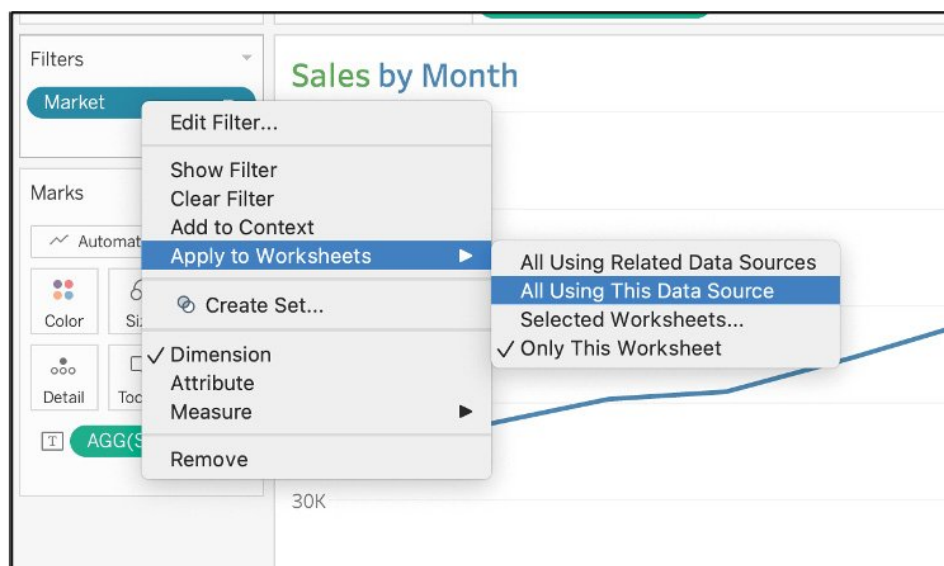 Filters
Market
Sales by Month
Edit Filter...
Show Filter
Clear Filter
Add to Context
Apply to Worksheets
All Using Related Data Sources
All Using This Data Source
Selected Worksheets...
Only This Worksheet
Create Set...
Dimension
Attribute
Measure
Remove
Marks
Color
Detail
T
30K